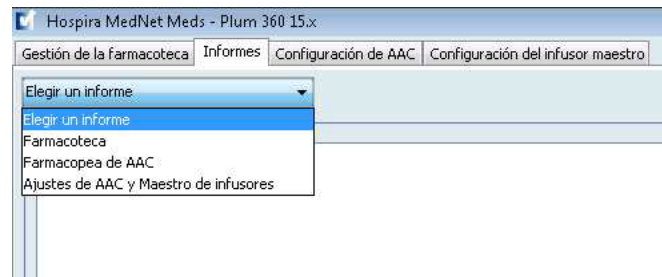 Hospira MedNet Meds - Plum 360 15.x
Gestión de la farmacoteca Informes Configuración de AAC Configuración del infusor maestro
Elegir un informe
Elegir un informe
Farmacoteca
Farmacopea de AAC
Ajustes de AAC y Maestro de infusores